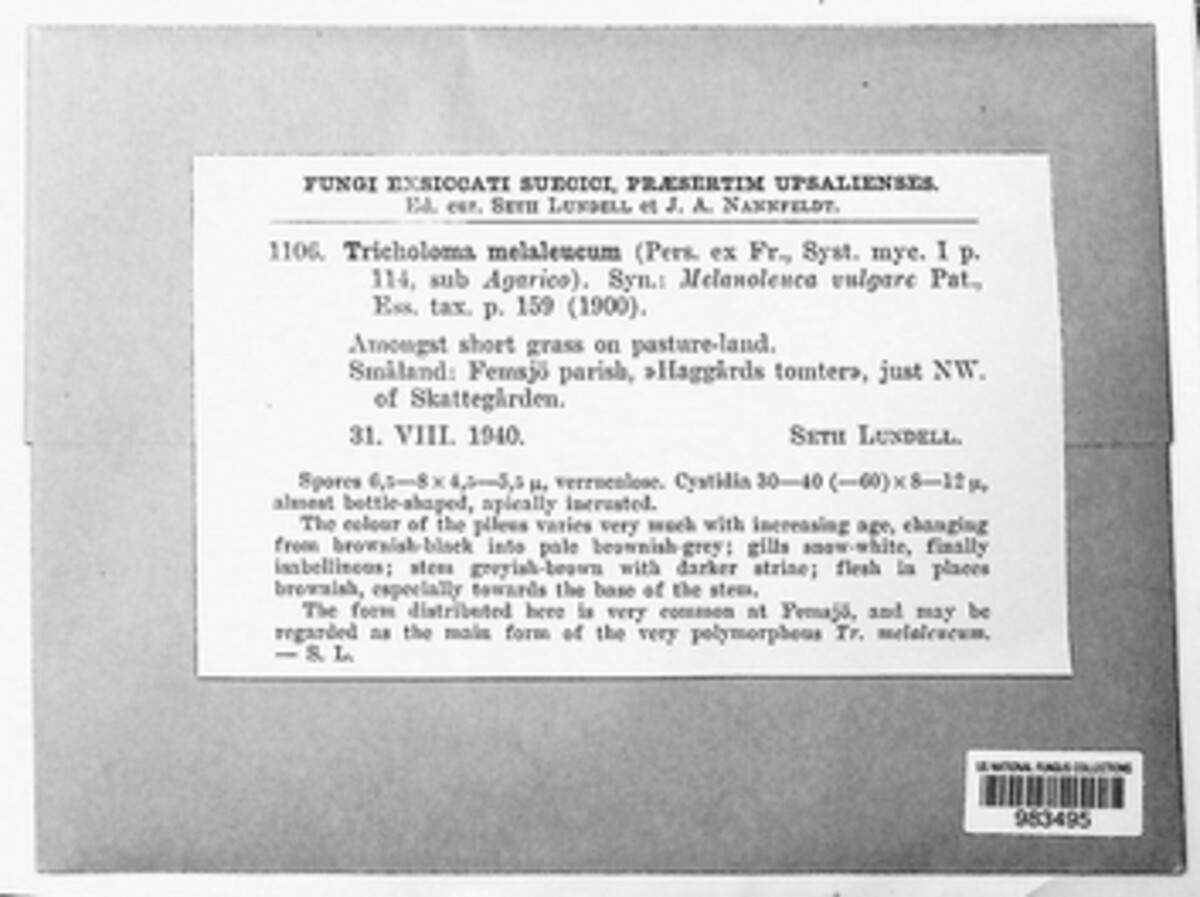 FUNGI EXSICCATI SUECICI, PRÆSERTIM UPSALIENSES.
Ed. cur. SETH LUNDELL et J. A. NANNFELDT.
1106. Tricholoma melaleucum (Pers. ex Fr., Syst. myc. I p.
114, sub Agarico). Syn.: Melanoleuca vulgare Pat.,
Ess. tax. p. 159 (1900).
Amongst short grass on pasture-land.
Småland: Femsjö parish, »Haggårds tomter», just NW.
of Skattegården.
31. VIII. 1940. SETH LUNDELL.
Spores 6,5—8 × 4,5—5,5 µ, verruculose. Cystidia 30—40 (—60) × 8—12 µ,
almost bottle-shaped, apically incrusted.
The colour of the pileus varies very much with increasing age, changing
from brownish-black into pale brownish-grey; gills snow-white, finally
isabellinous; stem greyish-brown with darker striae; flesh in places
brownish, especially towards the base of the stem.
The form distributed here is very common at Femsjö, and may be
regarded as the main form of the very polymorphous Tr. melaleucum.
— S. L.
US NATIONAL FUNGUS COLLECTIONS
983495